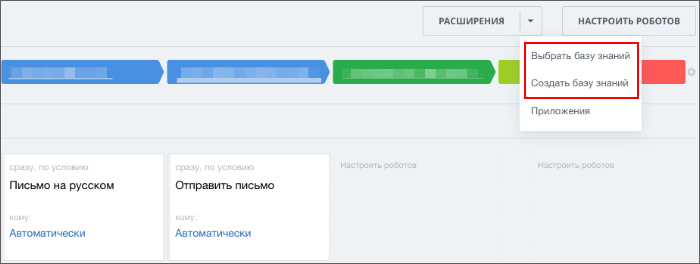 РАСШИРЕНИЯ
НАСТРОИТЬ РОБОТОВ
Выбрать базу знаний
Создать базу знаний
Приложения
сразу, по условию
Письмо на русском
кому:
Автоматически
сразу, по условию
Отправить письмо
кому:
Автоматически
Настроить роботов
Настроить роботов